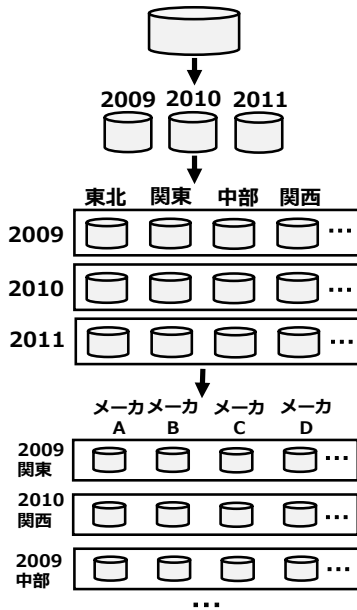 2009 2010 2011
東北 関東 中部 関西
2009 ···
2010 ···
2011 ···
メーカ メーカ メーカ メーカ
A B C D
2009
関東 ···
2010
関西 ···
2009
中部 ···
···